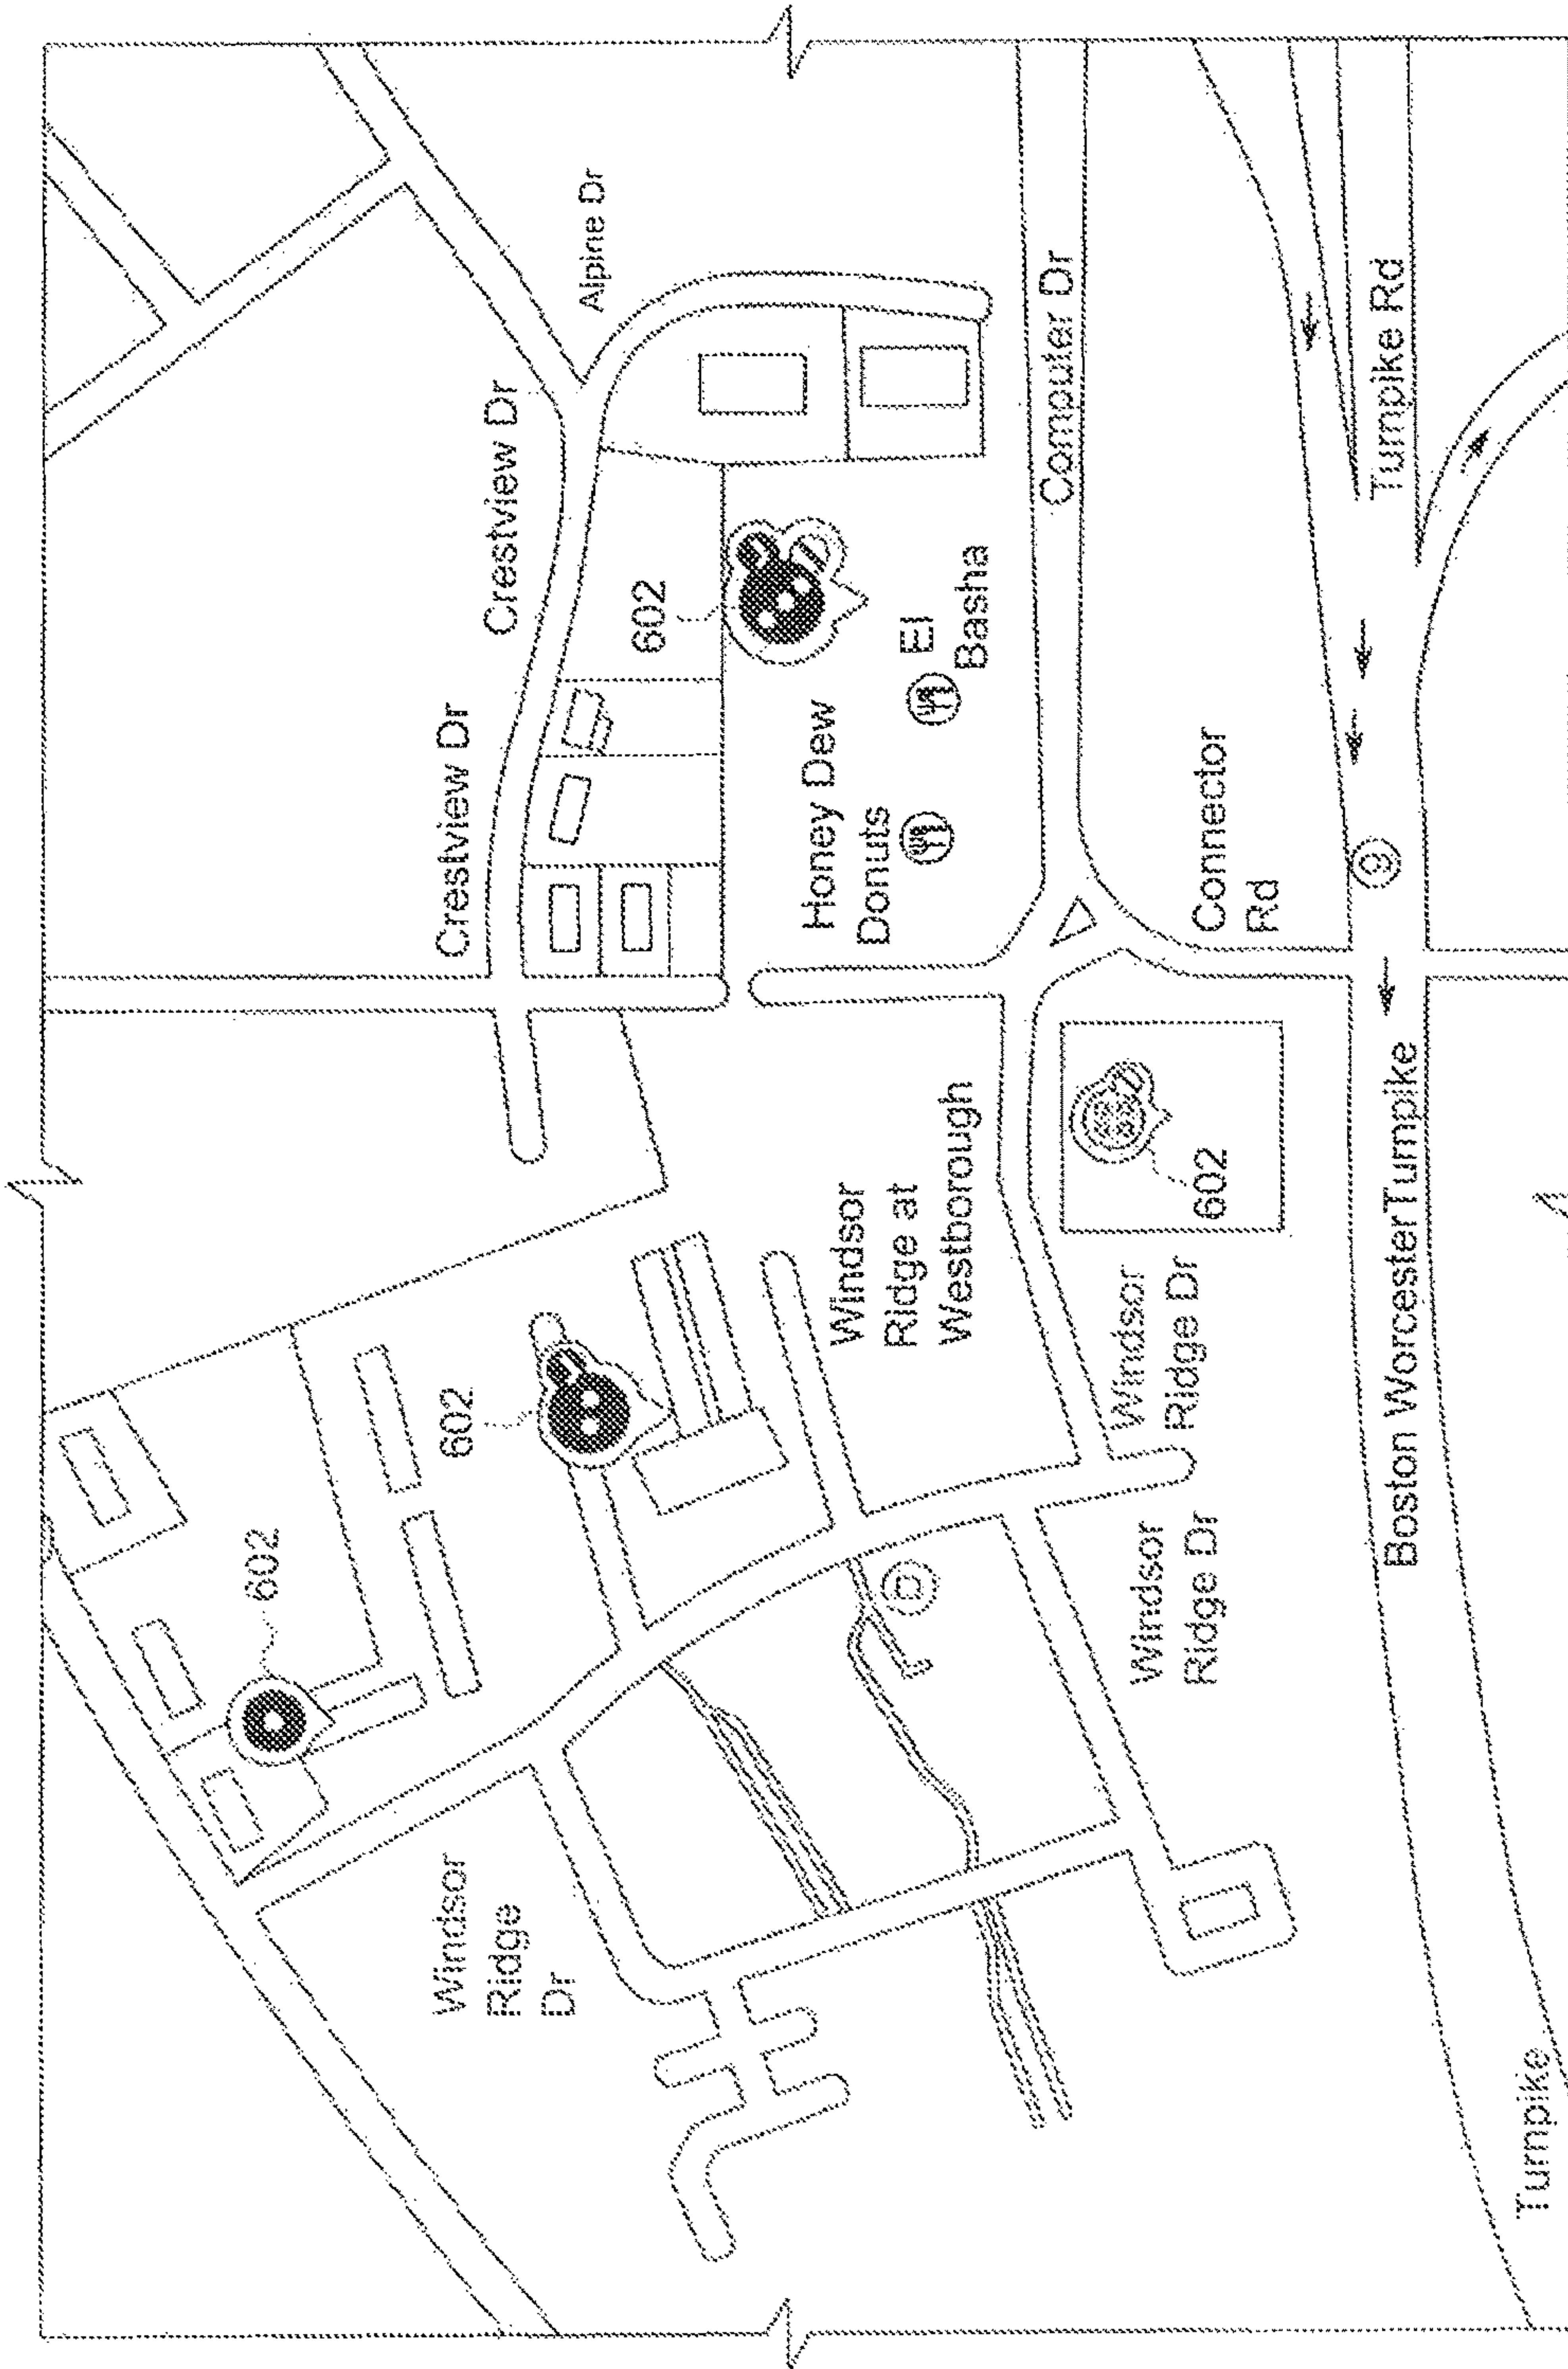 602
602
Windsor
Ridge
Dr
Windsor
Ridge at
Westborough
Windsor
Ridge Dr
Windsor
Ridge Dr
D
602
Boston Worcester Turnpike
Turnpike
Crestview Dr
Crestview Dr
Alpine Dr
602
Honey Dew
Donuts
El
Basha
Computer Dr
Connector
Rd
9
Turnpike Rd